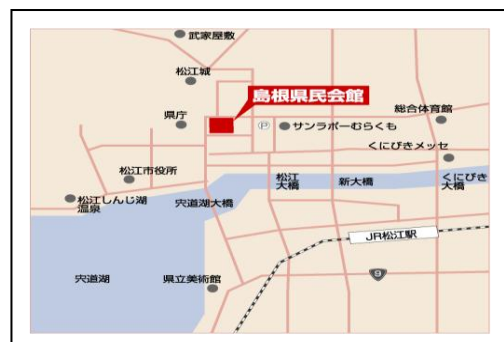 武家屋敷
松江城
島根県民会館
県庁
P
サンラポーむらくも
総合体育館
くにびきメッセ
松江市役所
松江
大橋
新大橋
くにびき
大橋
松江しんじ湖
温泉
宍道湖大橋
JR松江駅
宍道湖
県立美術館
9